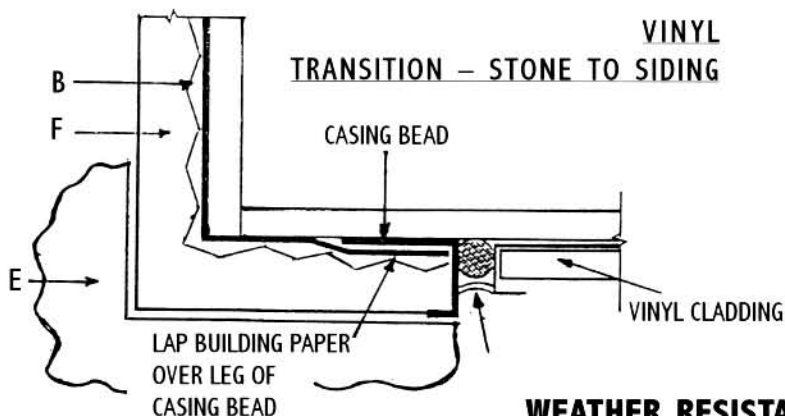 VINYL
TRANSITION – STONE TO SIDING
B
F
CASING BEAD
E
VINYL CLADDING
LAP BUILDING PAPER
OVER LEG OF
CASING BEAD